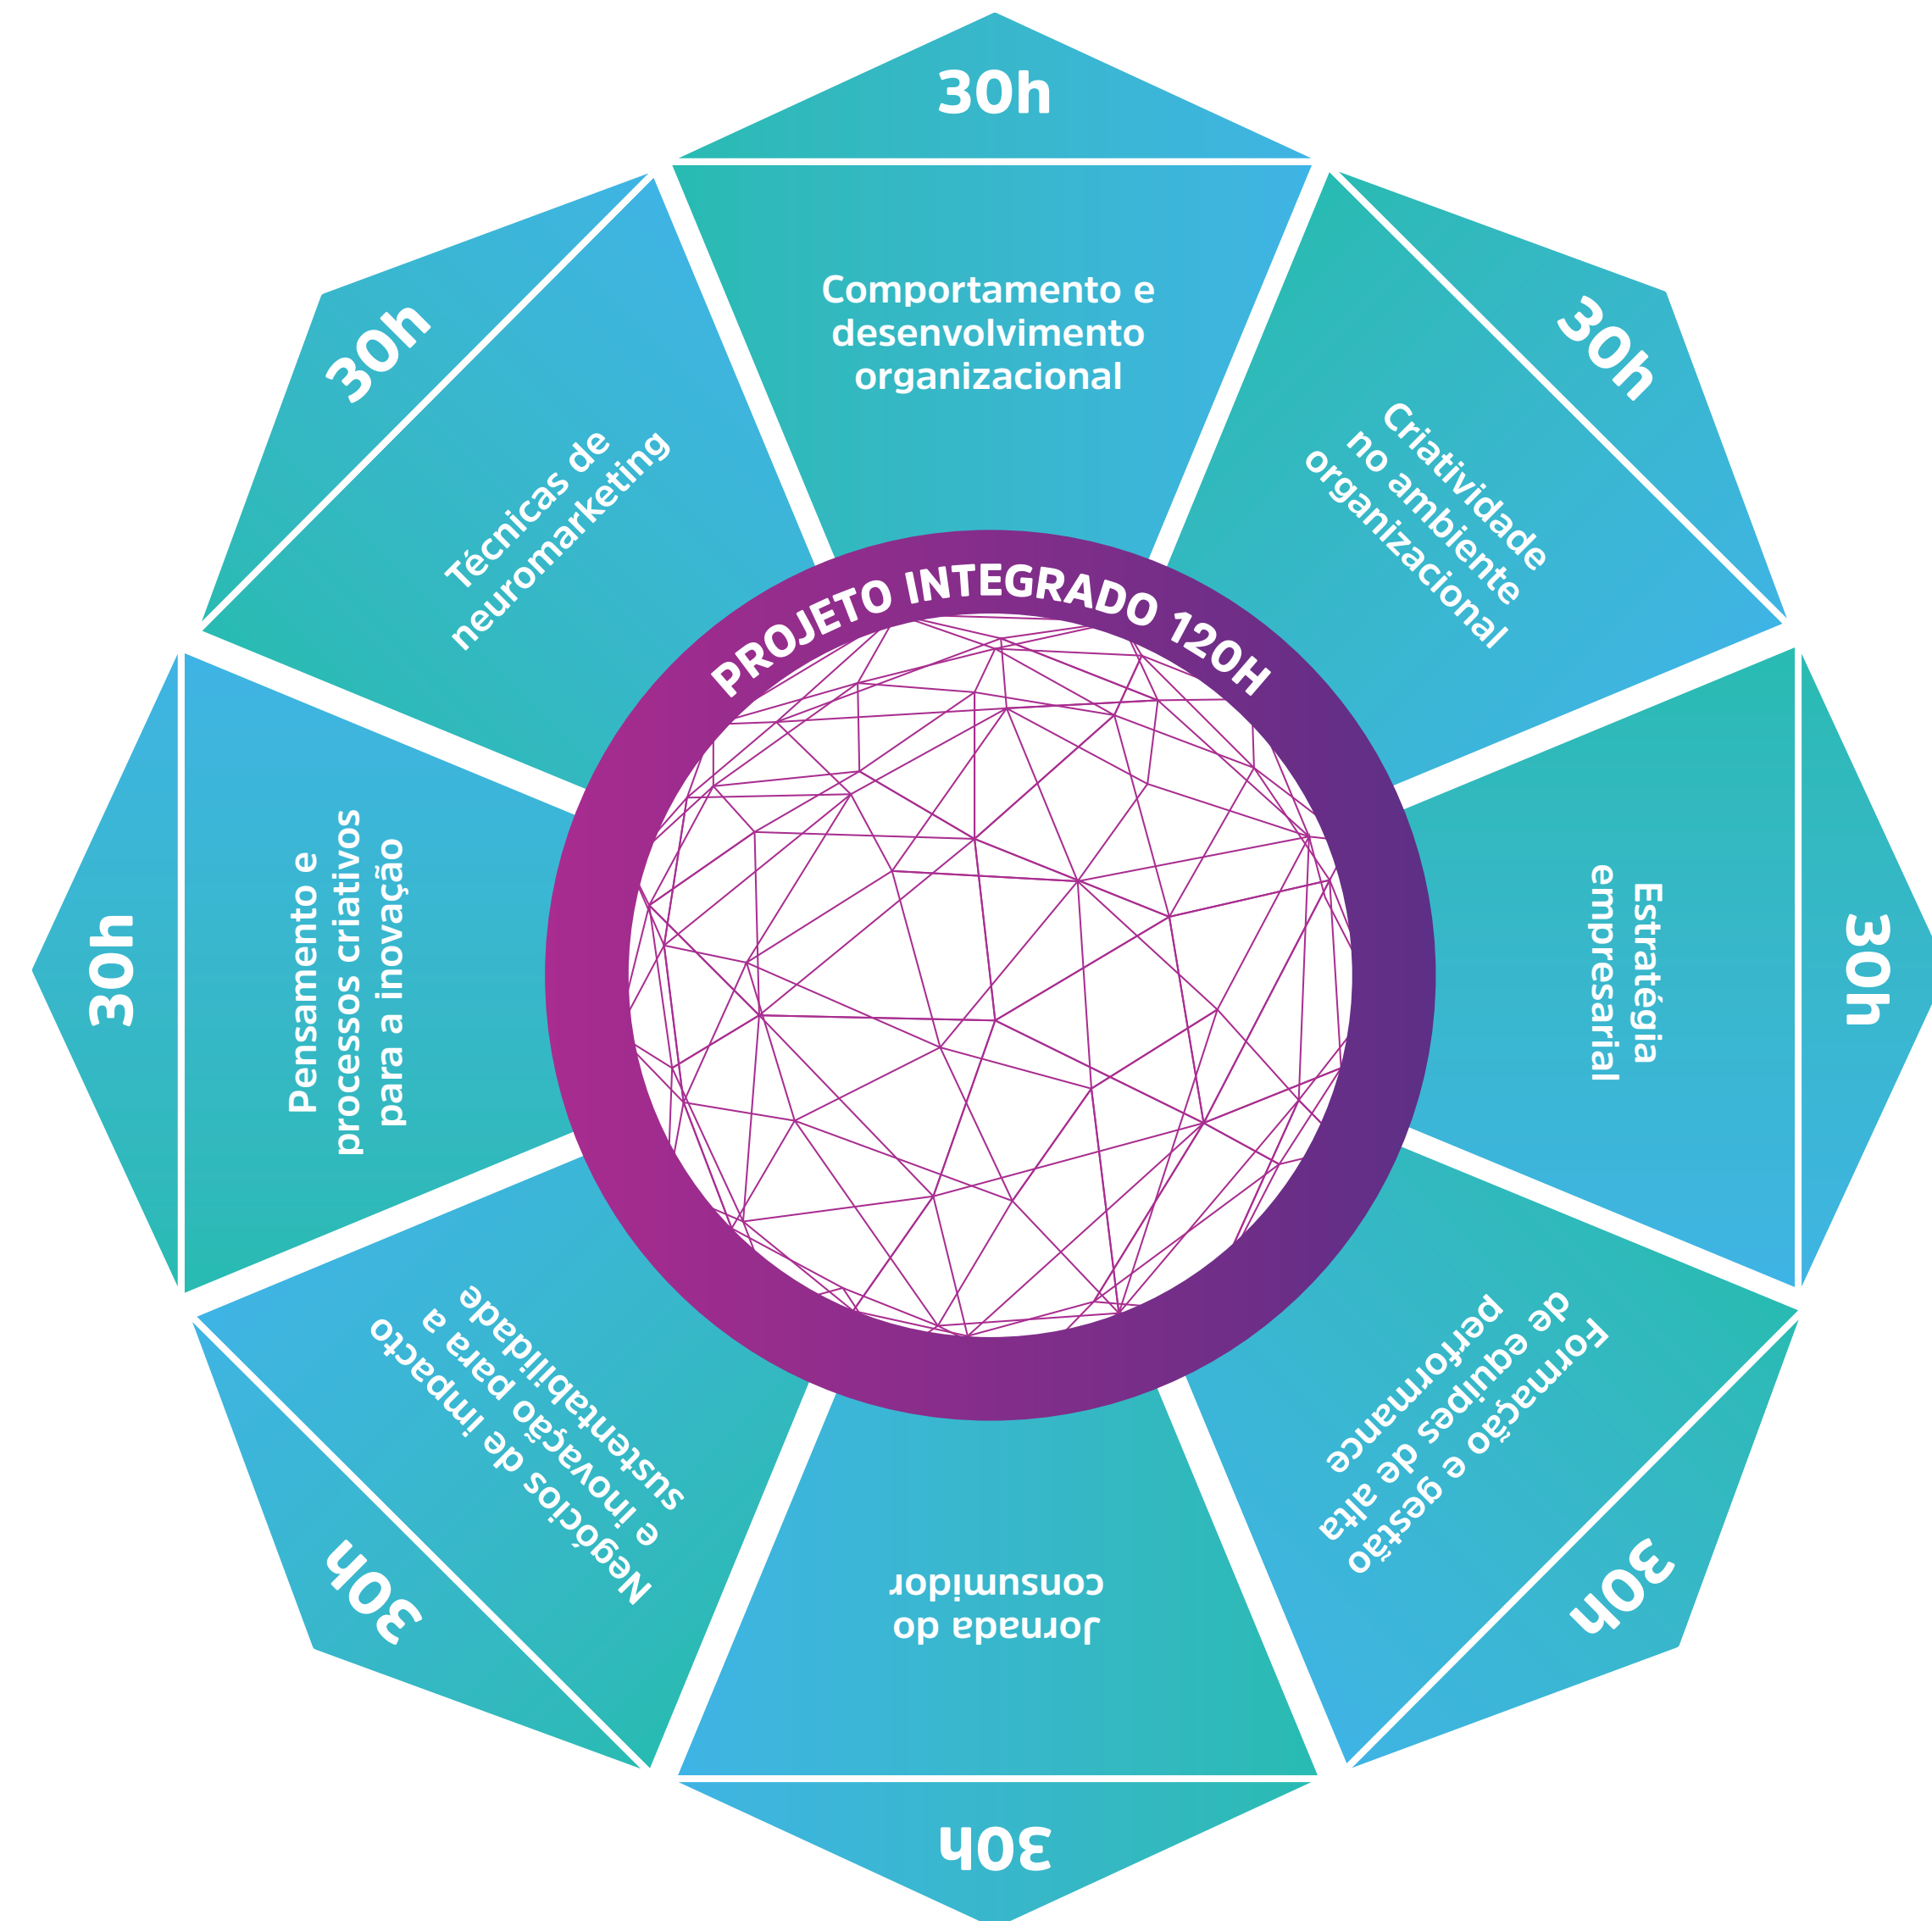 30h
Comportamento e
desenvolvimento
organizacional
30h
Criatividade
no ambiente
organizacional
30h
Estratégia
empresarial
30h
Formação e gestão
de equipes de alta
performance
30h
Jornada do
consumidor
30h
Negócios de impacto
e inovação para a
sustentabilidade
30h
Pensamento e
processos criativos
para a inovação
30h
Técnicas de
neuromarketing
PROJETO INTEGRADO 120H